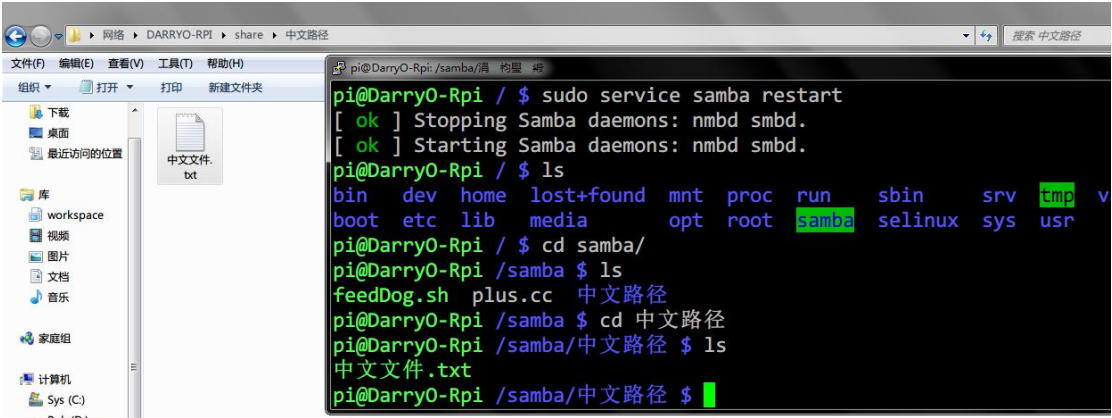 网络 ▸ DARRYO-RPI ▸ share ▸ 中文路径
搜索 中文路径
文件(F) 编辑(E) 查看(V) 工具(T) 帮助(H)
组织 打开 打印 新建文件夹
下载
桌面
最近访问的位置
库
workspace
视频
图片
文档
音乐
家庭组
计算机
Sys (C:)
中文文件.
txt
pi@DarryO-Rpi: /samba/
pi@DarryO-Rpi / $ sudo service samba restart
[ ok ] Stopping Samba daemons: nmbd smbd.
[ ok ] Starting Samba daemons: nmbd smbd.
pi@DarryO-Rpi / $ ls
bin dev home lost+found mnt proc run sbin srv tmp v
boot etc lib media opt root samba selinux sys usr
pi@DarryO-Rpi / $ cd samba/
pi@DarryO-Rpi /samba $ ls
feedDog.sh plus.cc 中文路径
pi@DarryO-Rpi /samba $ cd 中文路径
pi@DarryO-Rpi /samba/中文路径 $ ls
中文文件.txt
pi@DarryO-Rpi /samba/中文路径 $